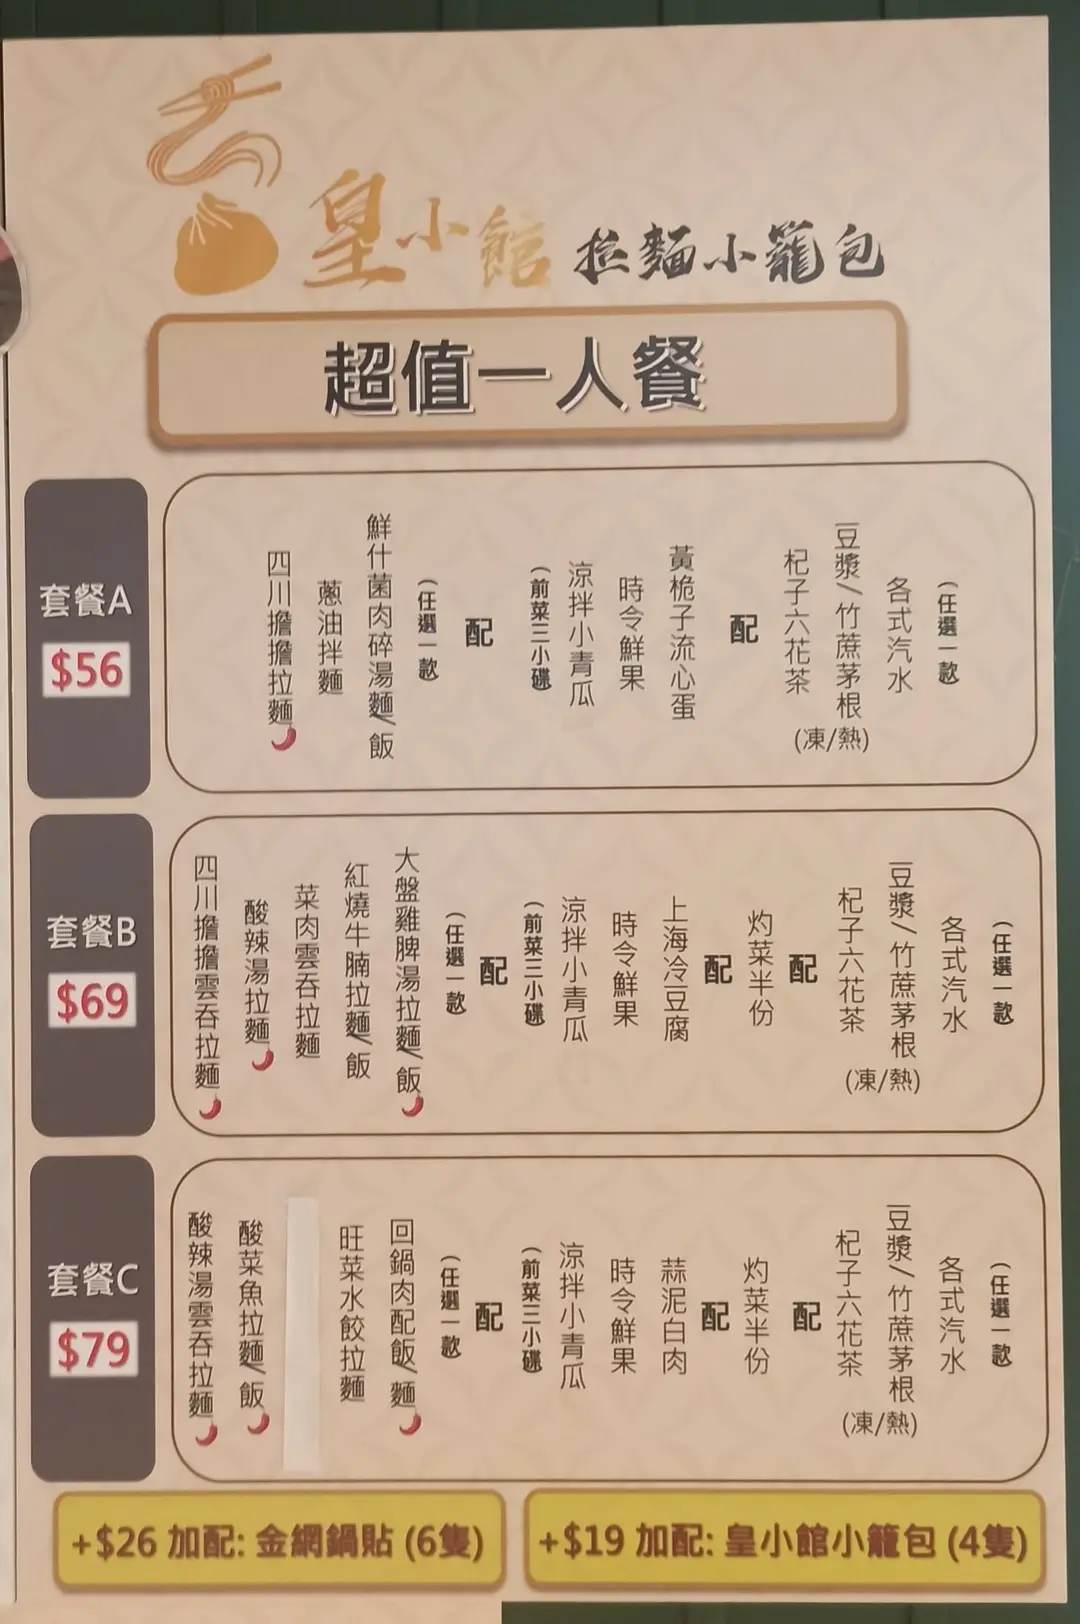 皇小館 拉麵小籠包
超值一人餐
套餐A
$56
四川擔擔拉麵
蔥油拌麵
鮮什菌肉碎湯麵/飯
(任選一款)
配
(前菜三小碟)
涼拌小青瓜
時令鮮果
黃桅子流心蛋
配
杞子六花茶
豆漿/竹蔗茅根
(凍/熱)
各式汽水
(任選一款)
套餐B
$69
四川擔擔雲吞拉麵
酸辣湯拉麵
菜肉雲吞拉麵
紅燒牛腩拉麵/飯
大盤雞脾湯拉麵/飯
(任選一款)
配
(前菜三小碟)
涼拌小青瓜
時令鮮果
上海冷豆腐
配
灼菜半份
配
杞子六花茶
豆漿/竹蔗茅根
(凍/熱)
各式汽水
(任選一款)
套餐C
$79
酸辣湯雲吞拉麵
酸菜魚拉麵/飯
旺菜水餃拉麵
回鍋肉配飯/麵
(任選一款)
配
(前菜三小碟)
涼拌小青瓜
時令鮮果
蒜泥白肉
配
灼菜半份
配
杞子六花茶
豆漿/竹蔗茅根
(凍/熱)
各式汽水
(任選一款)
+$26 加配: 金網鍋貼 (6隻)
+$19 加配: 皇小館小籠包 (4隻)